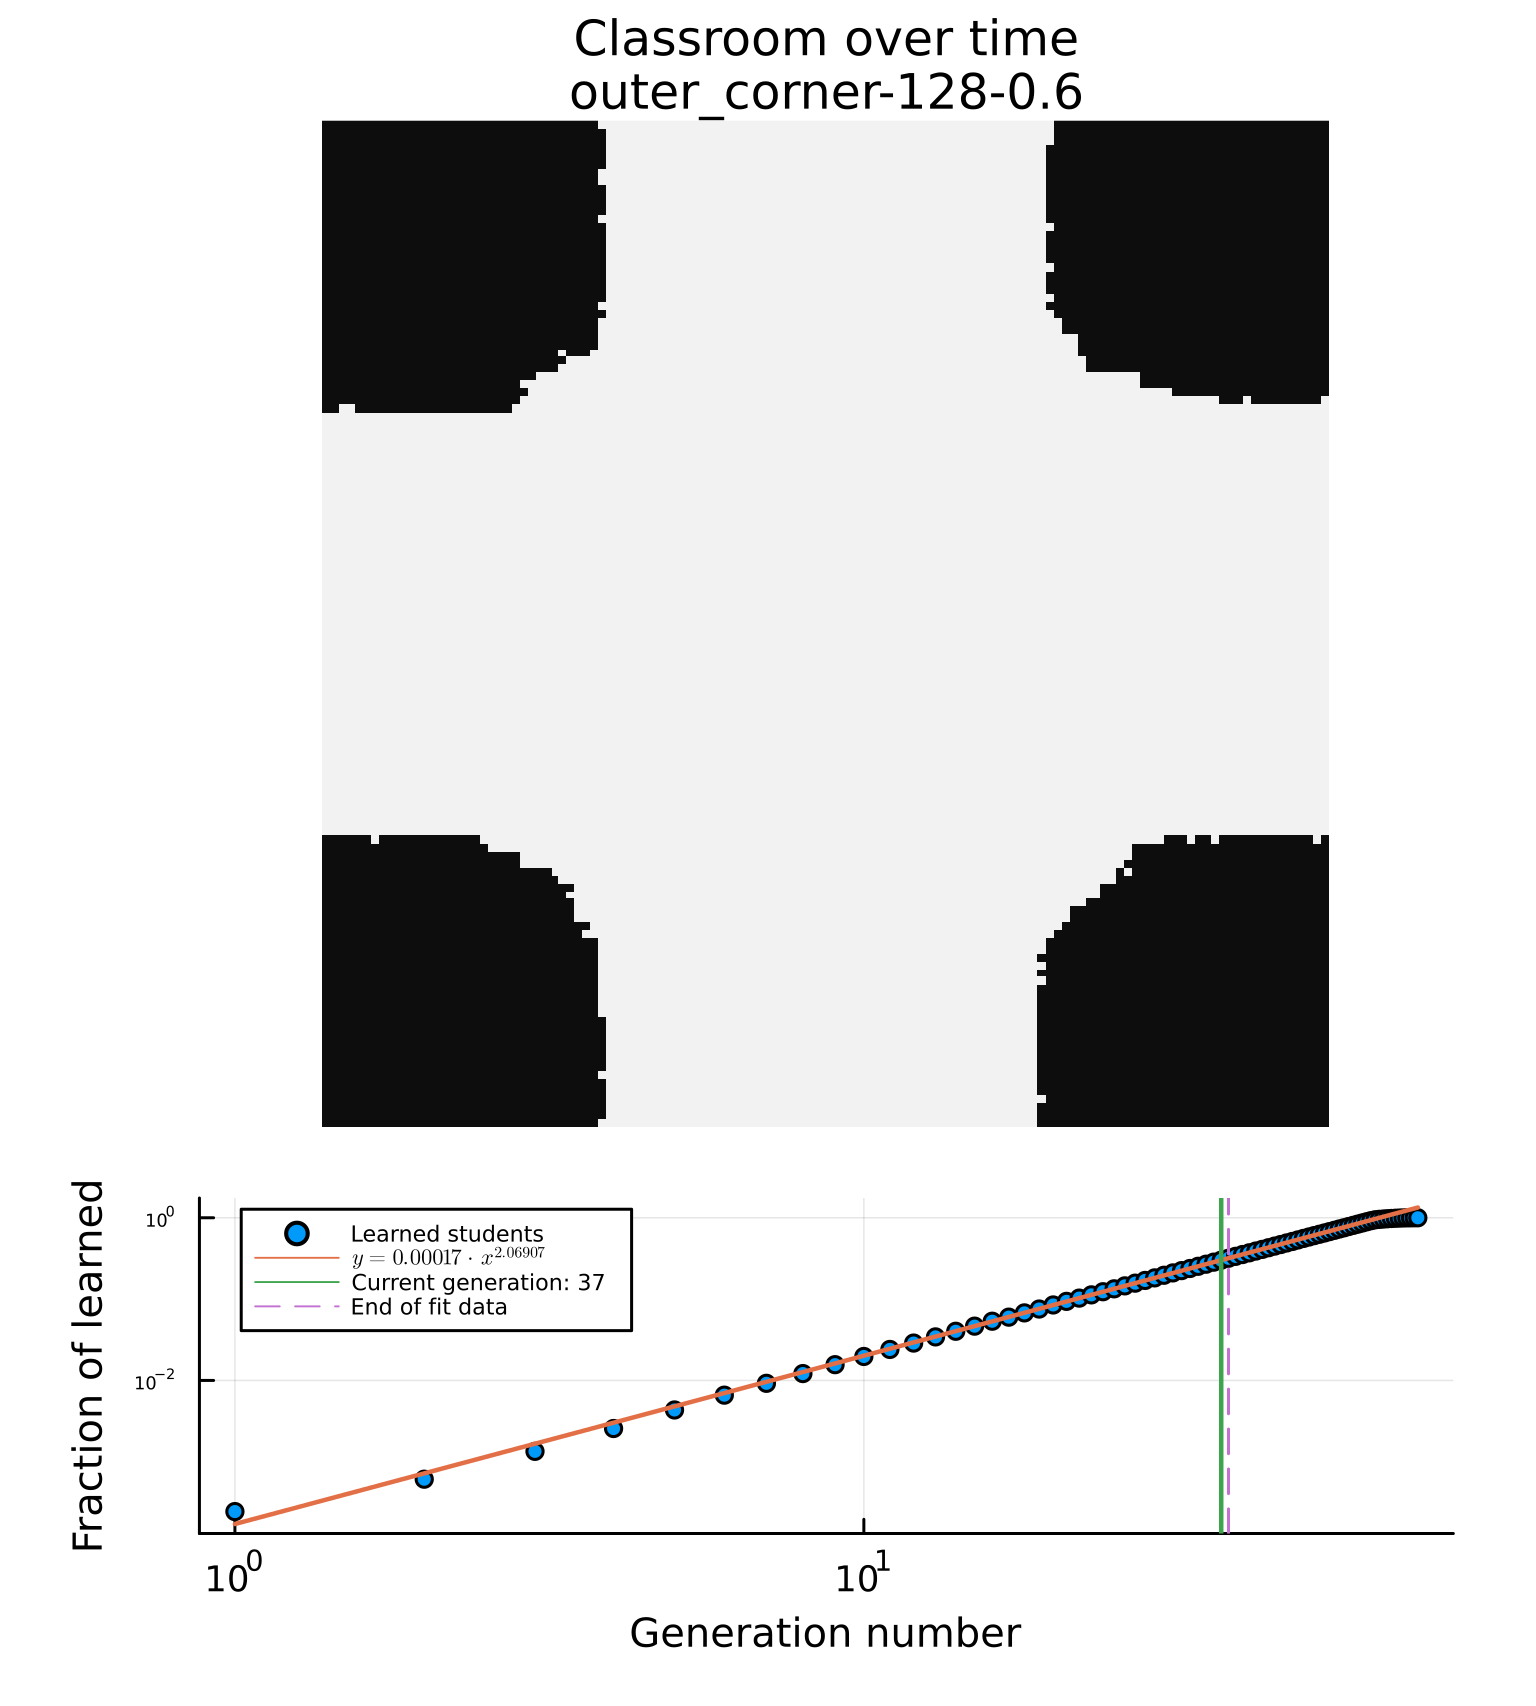 Classroom over time
outer_corner-128-0.6
Fraction of learned
10^0
10^-2
Learned students
y = 0.00017 · x^2.06907
Current generation: 37
End of fit data
10^0
10^1
Generation number